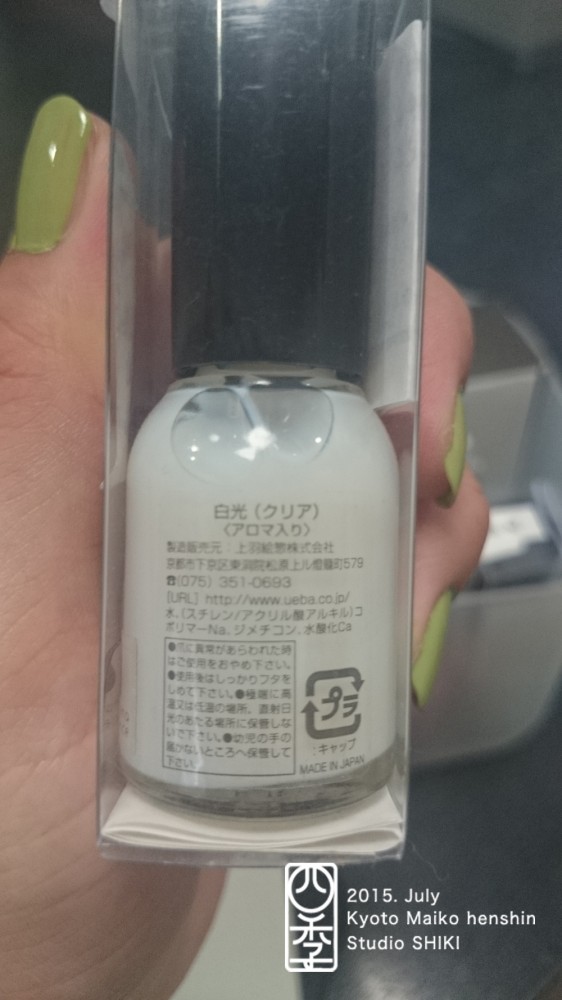 白光（クリア）
〈アロマ入り〉
製造販売元：上羽絵惣株式会社
京都市下京区東洞院松原上ル燈籠町579
☎(075) 351-0693
[URL] http://www.ueba.co.jp/
水、(スチレン/アクリル酸アルキル)コ
ポリマーNa、ジメチコン、水酸化Ca
●爪に異常があらわれた時
はご使用をおやめ下さい。
●使用後はしっかりフタを
しめて下さい。●極端に高
温又は低温の場所、直射日
光のあたる場所に保管しな
いで下さい。●幼児の手の
届かないところへ保管して
下さい。
プラ
：キャップ
MADE IN JAPAN
四季
2015. July
Kyoto Maiko henshin
Studio SHIKI